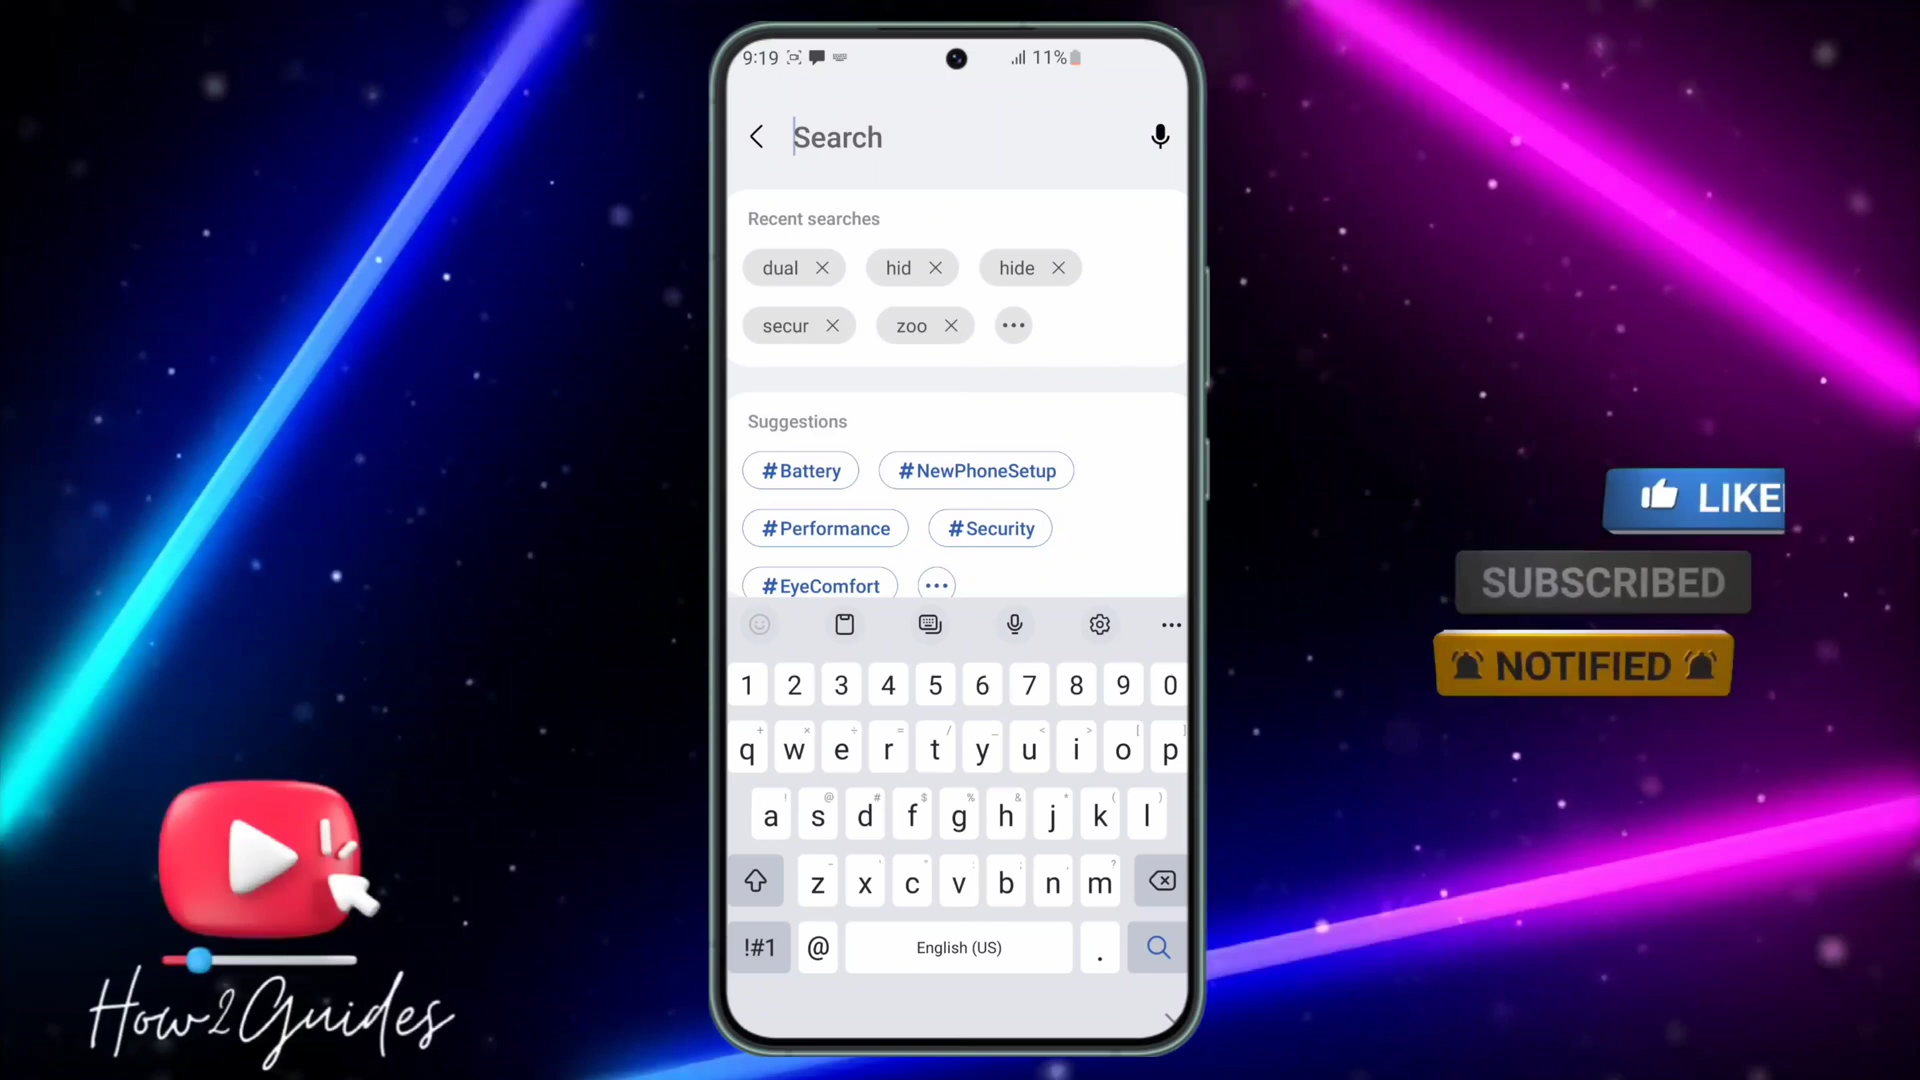 9:19 11%
Search
Recent searches
dual hid hide
secur zoo
Suggestions
#Battery #NewPhoneSetup
#Performance #Security
#EyeComfort
1 2 3 4 5 6 7 8 9 0
q w e r t y u i o p
a s d f g h j k l
z x c v b n m
!#1 @ English (US) .
LIKE
SUBSCRIBED
NOTIFIED
How2Guides